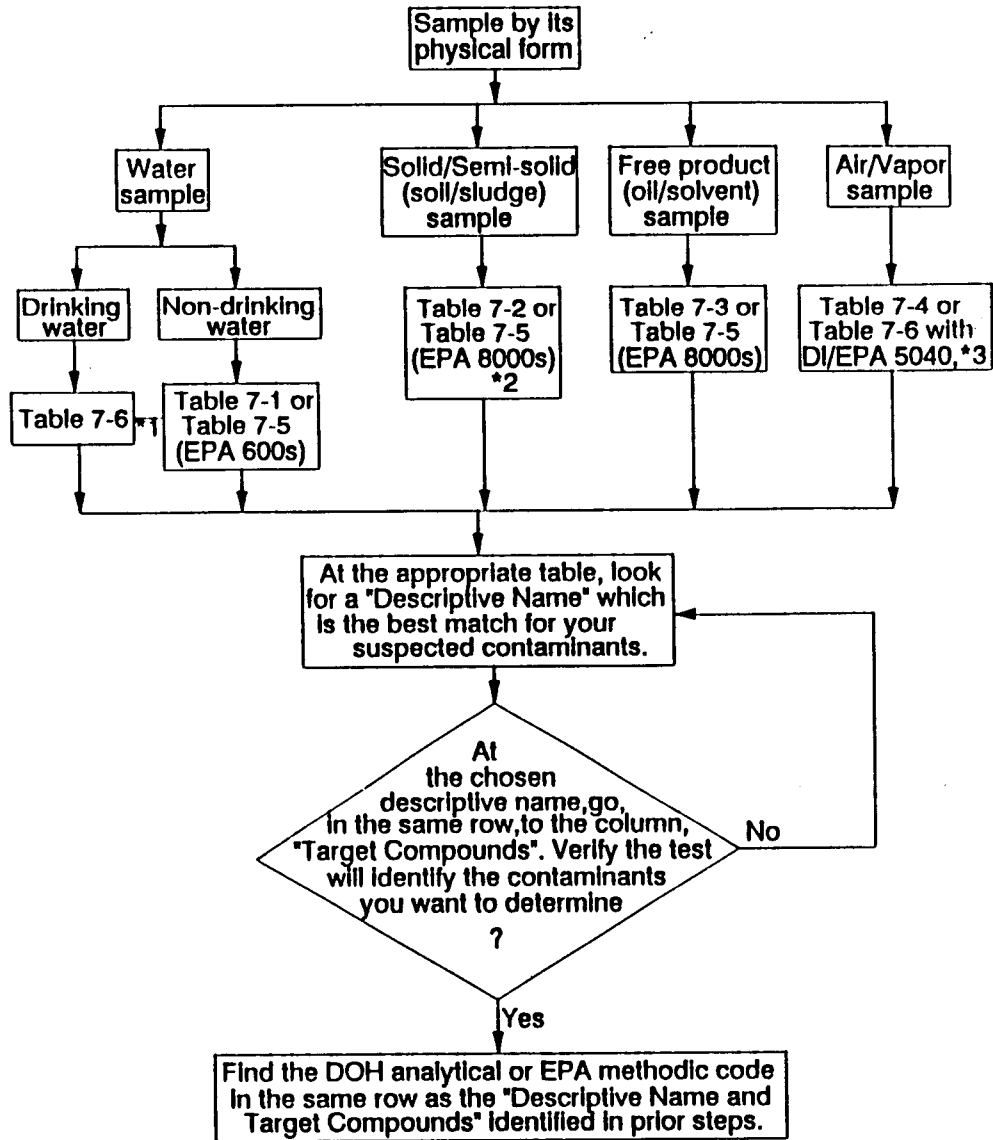 Sample by its
physical form
Water
sample
Solid/Semi-solid
(soil/sludge)
sample
Free product
(oil/solvent)
sample
Air/Vapor
sample
Drinking
water
Non-drinking
water
Table 7-2 or
Table 7-5
(EPA 8000s)
*2
Table 7-3 or
Table 7-5
(EPA 8000s)
Table 7-4 or
Table 7-6 with
DI/EPA 5040,*3
Table 7-6 *1
Table 7-1 or
Table 7-5
(EPA 600s)
At the appropriate table, look
for a "Descriptive Name" which
is the best match for your
suspected contaminants.
At
the chosen
descriptive name,go,
in the same row,to the column,
"Target Compounds". Verify the test
will identify the contaminants
you want to determine
?
No
Yes
Find the DOH analytical or EPA methodic code
in the same row as the "Descriptive Name and
Target Compounds" identified in prior steps.